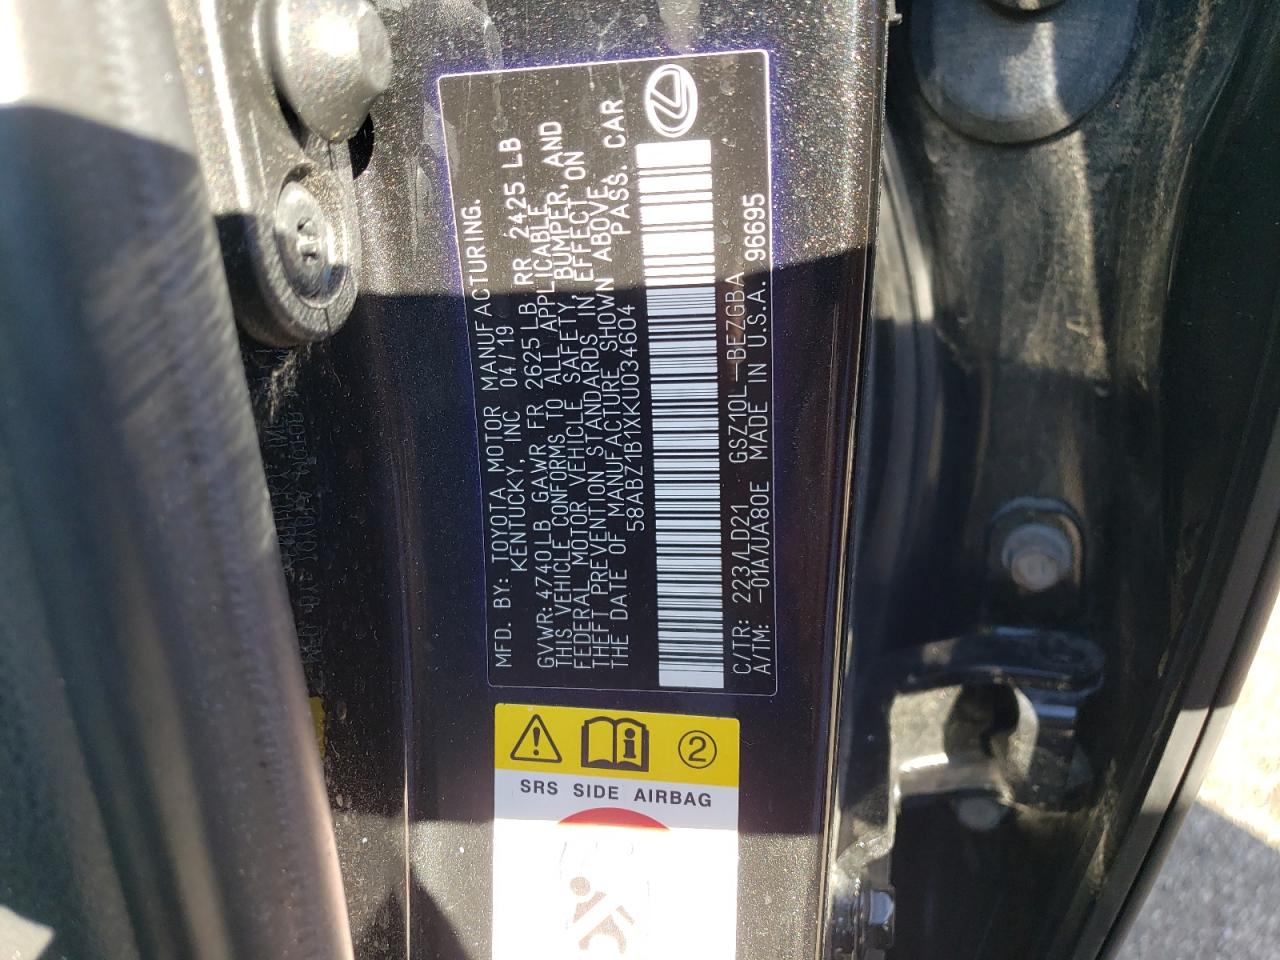 MFD. BY: TOYOTA MOTOR MANUFACTURING.
KENTUCKY, INC 04/19
GVWR: 4740 LB GAWR FR 2625 LB RR 2425 LB
THIS VEHICLE CONFORMS TO ALL APPLICABLE
FEDERAL MOTOR VEHICLE SAFETY, BUMPER, AND
THEFT PREVENTION STANDARDS IN EFFECT ON
THE DATE OF MANUFACTURE SHOWN ABOVE.
58ABZ1B1XKU034604 PASS. CAR
C/TR: 223/LD21 GSZ10L-BEZGBA
A/TM: -01A/UA80E MADE IN U.S.A. 96695
2
SRS SIDE AIRBAG